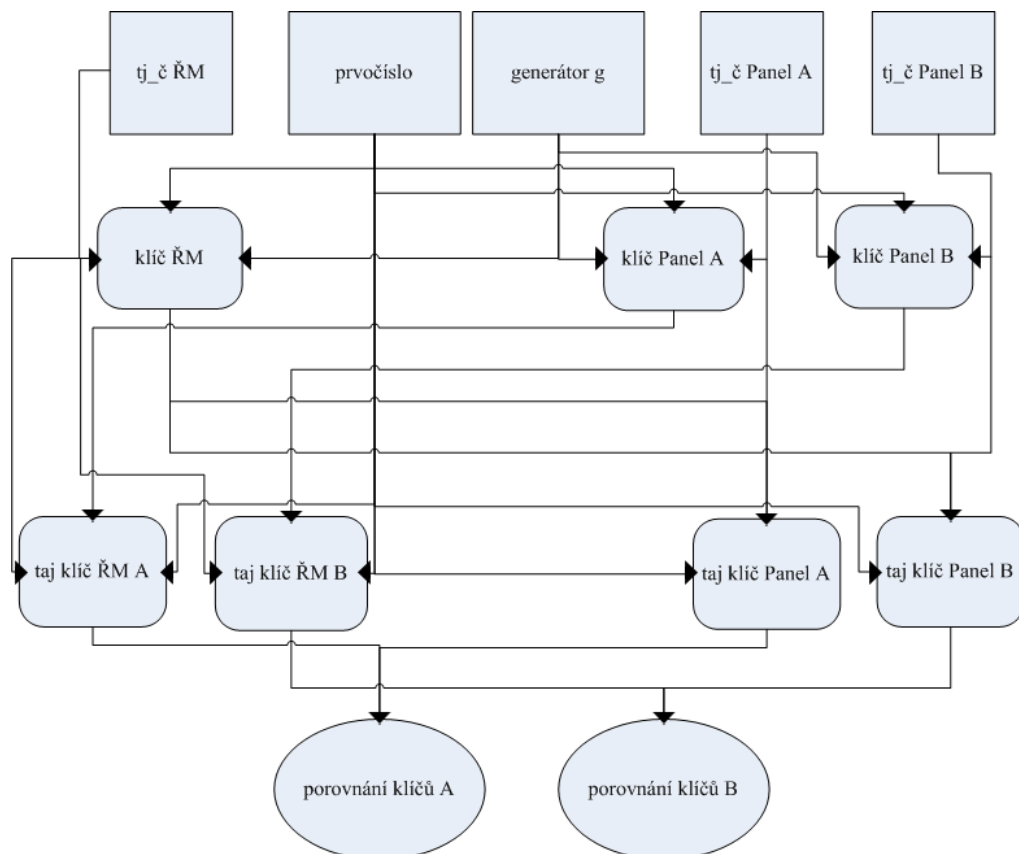 tj_č ŘM
prvočíslo
generátor g
tj_č Panel A
tj_č Panel B
klíč ŘM
klíč Panel A
klíč Panel B
taj klíč ŘM A
taj klíč ŘM B
taj klíč Panel A
taj klíč Panel B
porovnání klíčů A
porovnání klíčů B